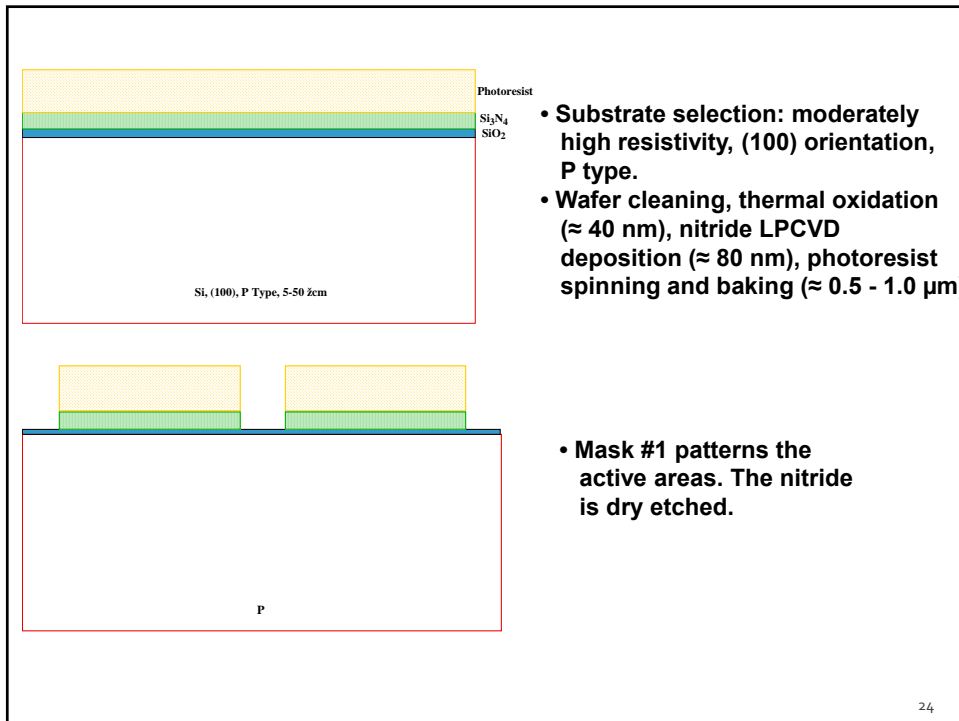 Photoresist
Si₃N₄
SiO₂
Si, (100), P Type, 5-50 žcm
• Substrate selection: moderately
high resistivity, (100) orientation,
P type.
• Wafer cleaning, thermal oxidation
(≈ 40 nm), nitride LPCVD
deposition (≈ 80 nm), photoresist
spinning and baking (≈ 0.5 - 1.0 µm)
P
• Mask #1 patterns the
active areas. The nitride
is dry etched.
24